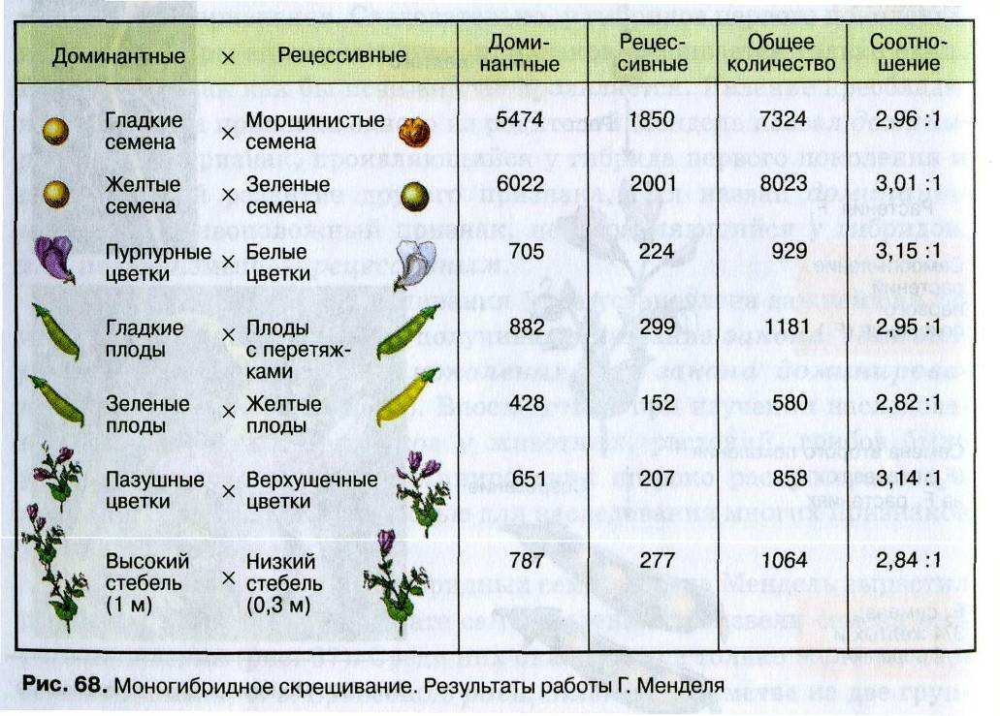 Доминантные × Рецессивные Доми-нантные Рецес-сивные Общее количество Соотно-шение
Гладкие семена × Морщинистые семена 5474 1850 7324 2,96 :1
Желтые семена × Зеленые семена 6022 2001 8023 3,01 :1
Пурпурные цветки × Белые цветки 705 224 929 3,15 :1
Гладкие плоды × Плоды с перетяж-ками 882 299 1181 2,95 :1
Зеленые плоды × Желтые плоды 428 152 580 2,82 :1
Пазушные цветки × Верхушечные цветки 651 207 858 3,14 :1
Высокий стебель (1 м) × Низкий стебель (0,3 м) 787 277 1064 2,84 :1
Рис. 68. Моногибридное скрещивание. Результаты работы Г. Менделя